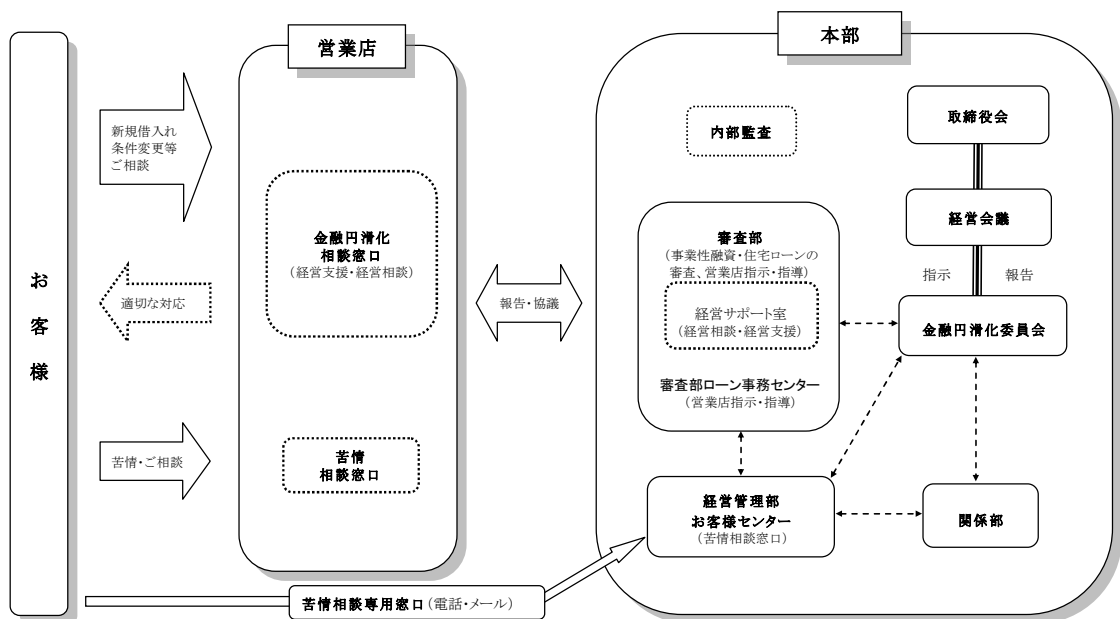 営業店
本部
新規借入れ
条件変更等
ご相談
内部監査
取締役会
経営会議
金融円滑化
相談窓口
（経営支援・経営相談）
審査部
（事業性融資・住宅ローンの
審査、営業店指示・指導）
指示
報告
お客様
適切な対応
報告・協議
経営サポート室
（経営相談・経営支援）
金融円滑化委員会
審査部ローン事務センター
（営業店指示・指導）
苦情・ご相談
苦情
相談窓口
経営管理部
お客様センター
（苦情相談窓口）
関係部
苦情相談専用窓口（電話・メール）